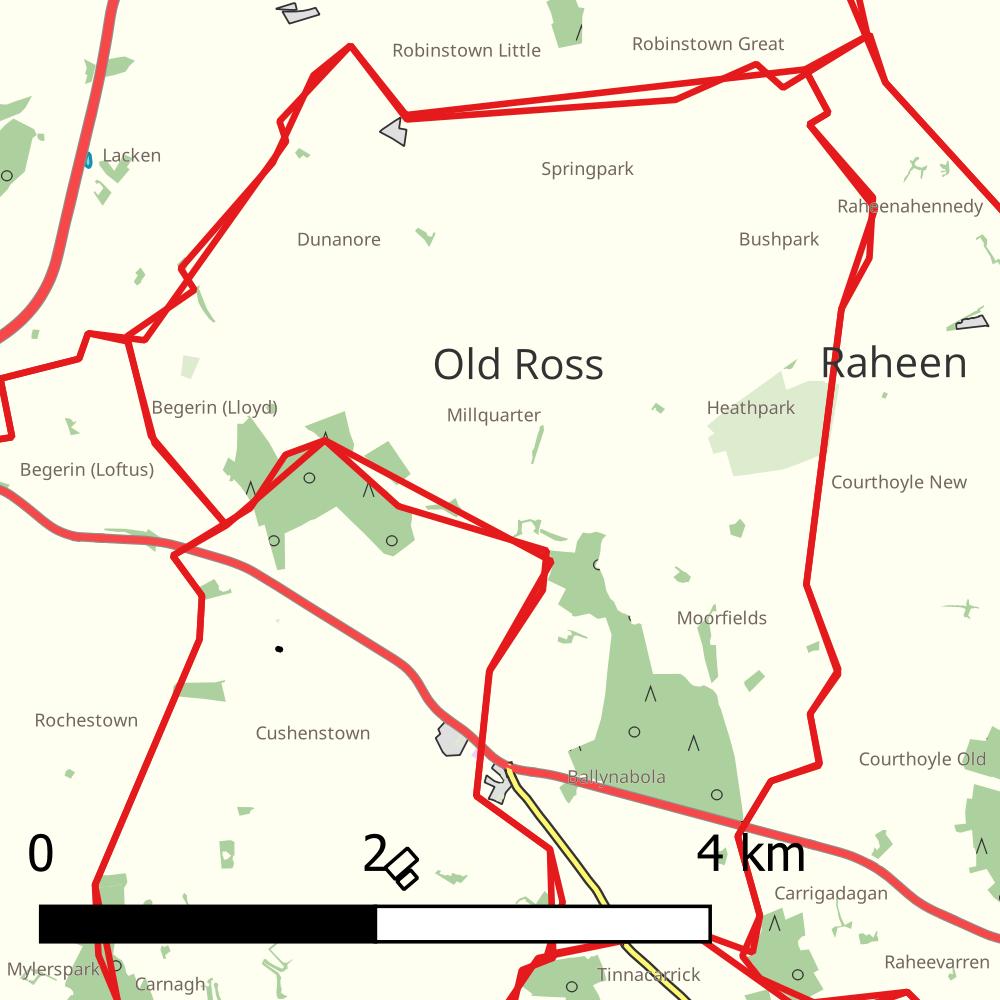 Robinstown Great
Robinstown Little
Lacken
Springpark
Raheenahennedy
Dunanore
Bushpark
Old Ross
Raheen
Begerin (Lloyd)
Millquarter
Heathpark
Begerin (Loftus)
Courthoyle New
Moorfields
Rochestown
Cushenstown
Courthoyle Old
Ballynabola
0
2
4 km
Carrigadagan
Raheevarren
Mylerspark
Tinnacarrick
Carnagh